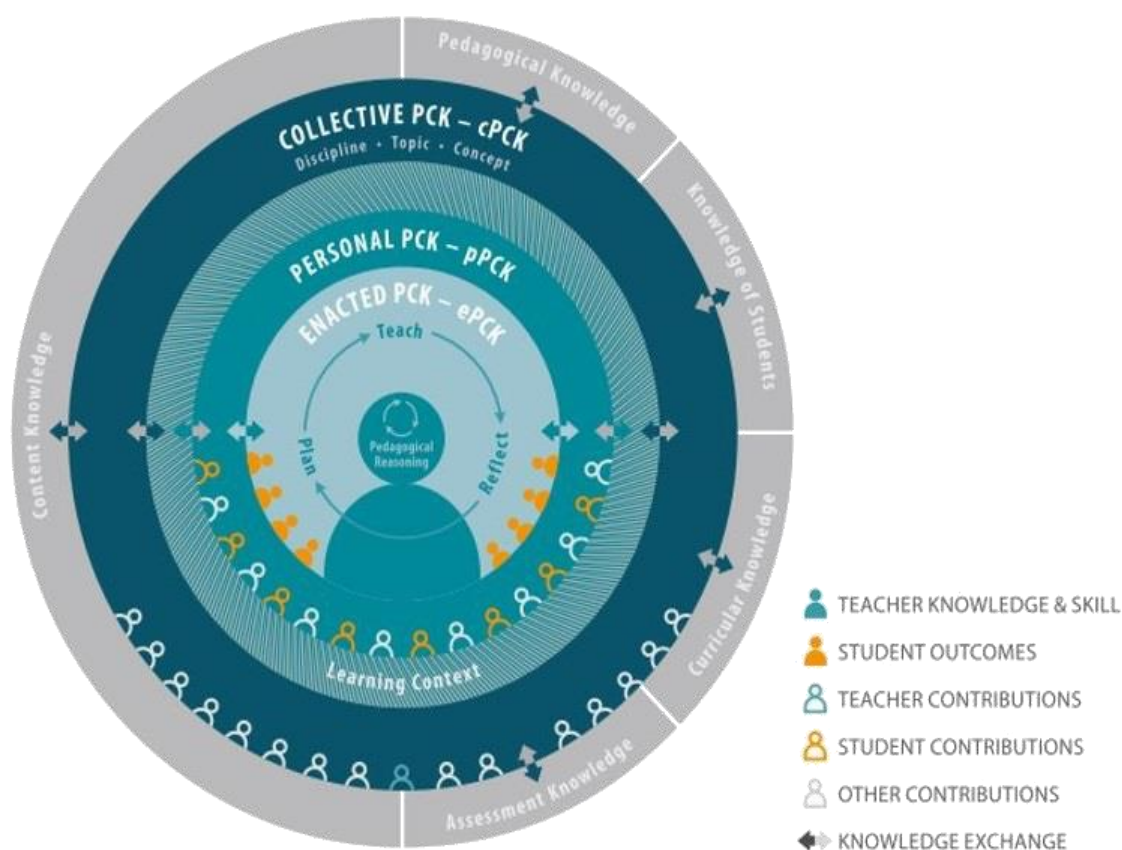 Pedagogical Knowledge
COLLECTIVE PCK – cPCK
Discipline • Topic • Concept
Knowledge of Students
PERSONAL PCK – pPCK
ENACTED PCK – ePCK
Teach
Content Knowledge
Pedagogical
Reasoning
Plan
Reflect
Curricular Knowledge
Learning Context
Assessment Knowledge
TEACHER KNOWLEDGE & SKILL
STUDENT OUTCOMES
TEACHER CONTRIBUTIONS
STUDENT CONTRIBUTIONS
OTHER CONTRIBUTIONS
KNOWLEDGE EXCHANGE